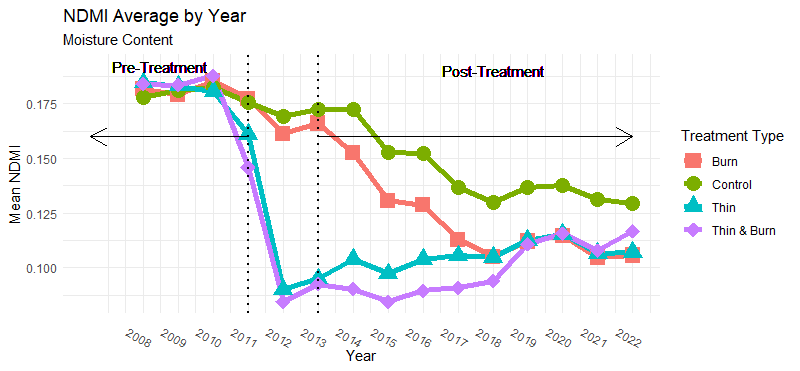 NDMI Average by Year
Moisture Content
Pre-Treatment
Post-Treatment
0.175
0.150
0.125
0.100
Mean NDMI
2008 2009 2010 2011 2012 2013 2014 2015 2016 2017 2018 2019 2020 2021 2022
Year
Treatment Type
Burn
Control
Thin
Thin & Burn